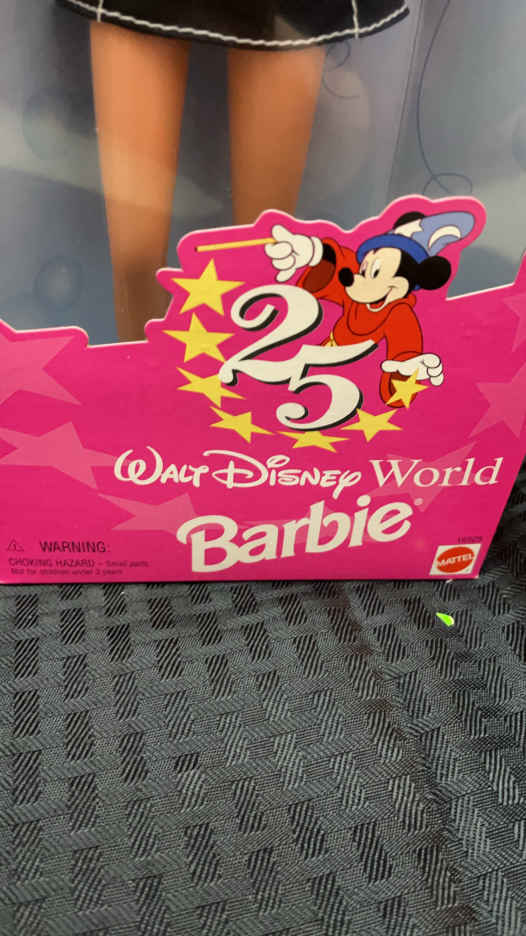 25
Walt Disney World
Barbie®
⚠ WARNING:
CHOKING HAZARD – Small parts.
Not for children under 3 years.
MATTEL